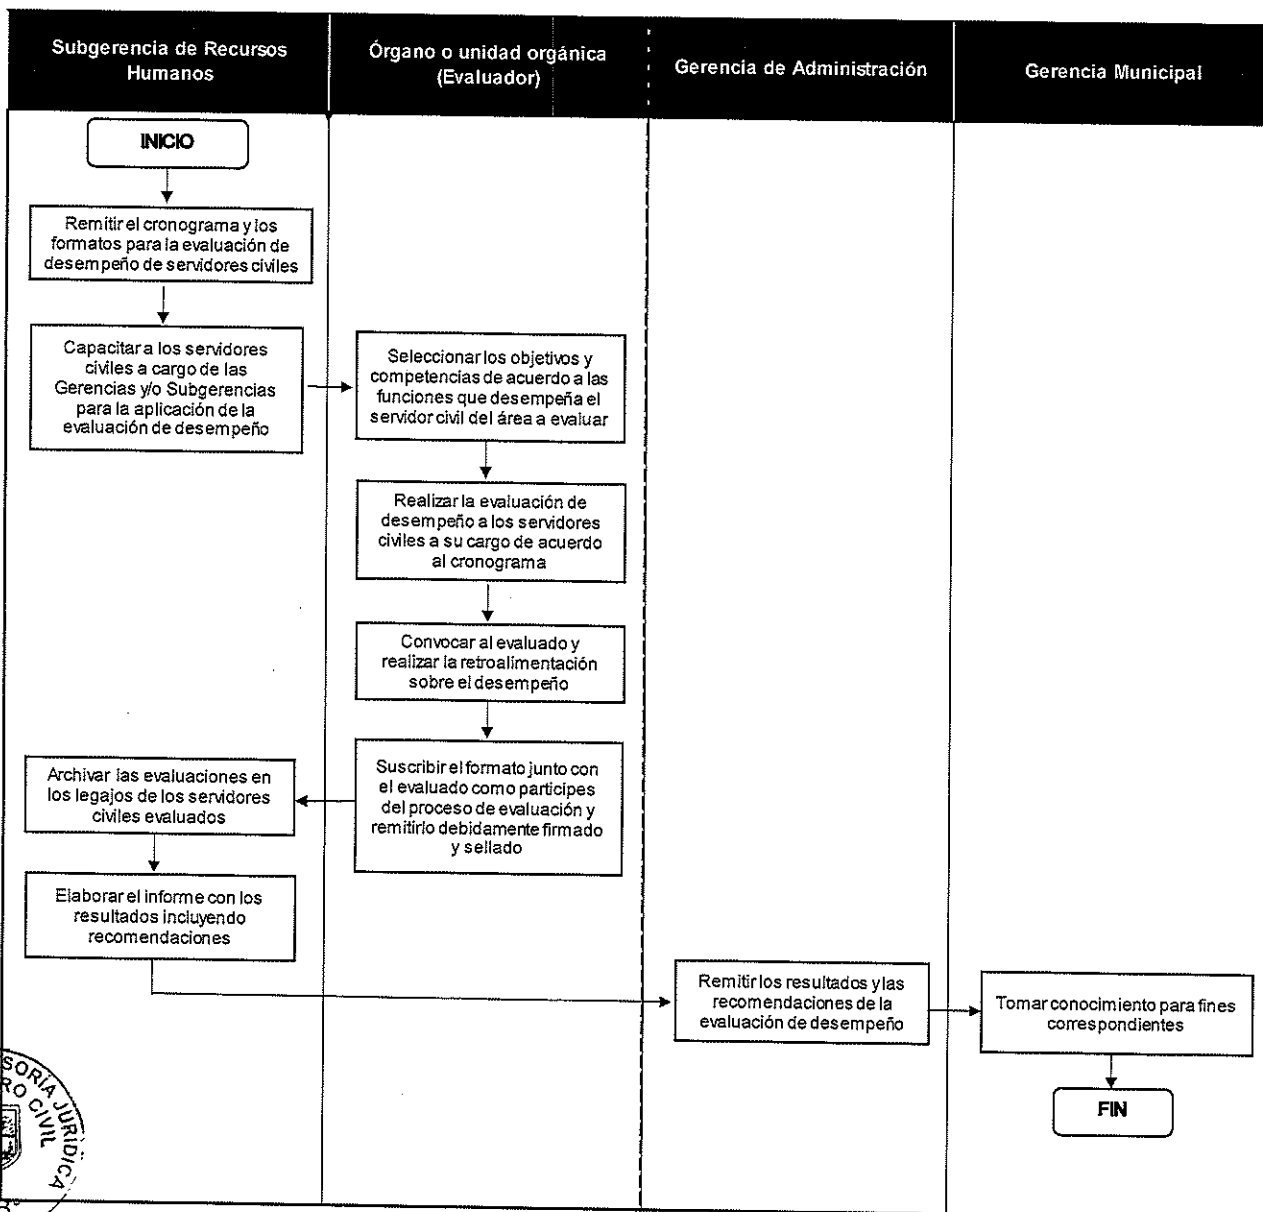 Subgerencia de Recursos
Humanos
Órgano o unidad orgánica
(Evaluador)
Gerencia de Administración
Gerencia Municipal
INICIO
Remitir el cronograma y los
formatos para la evaluación de
desempeño de servidores civiles
Capacitar a los servidores
civiles a cargo de las
Gerencias y/o Subgerencias
para la aplicación de la
evaluación de desempeño
Seleccionar los objetivos y
competencias de acuerdo a las
funciones que desempeña el
servidor civil del área a evaluar
Realizar la evaluación de
desempeño a los servidores
civiles a su cargo de acuerdo
al cronograma
Convocar al evaluado y
realizar la retroalimentación
sobre el desempeño
Suscribir el formato junto con
el evaluado como participes
del proceso de evaluación y
remitirlo debidamente firmado
y sellado
Archivar las evaluaciones en
los legajos de los servidores
civiles evaluados
Elaborar el informe con los
resultados incluyendo
recomendaciones
Remitir los resultados y las
recomendaciones de la
evaluación de desempeño
Tomar conocimiento para fines
correspondientes
FIN
SORÍA JURÍDICA
RO CIVIL